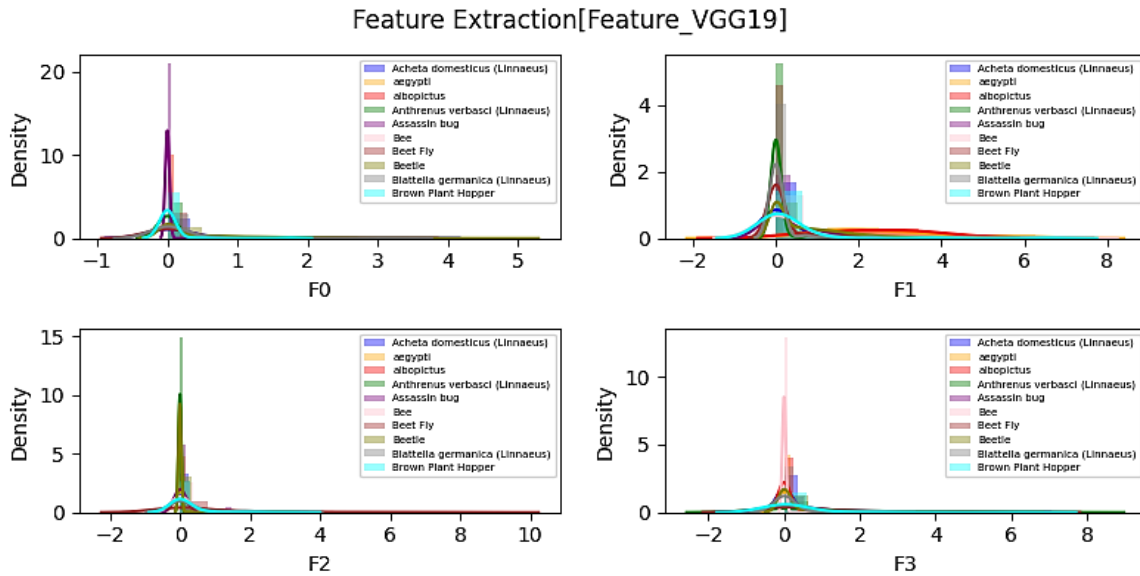 Feature Extraction[Feature_VGG19]
Density
20
10
0
−1 0 1 2 3 4 5
F0
Acheta domesticus (Linnaeus)
aegypti
albopictus
Anthrenus verbasci (Linnaeus)
Assassin bug
Bee
Beet Fly
Beetle
Blattella germanica (Linnaeus)
Brown Plant Hopper
Density
4
2
0
−2 0 2 4 6 8
F1
Acheta domesticus (Linnaeus)
aegypti
albopictus
Anthrenus verbasci (Linnaeus)
Assassin bug
Bee
Beet Fly
Beetle
Blattella germanica (Linnaeus)
Brown Plant Hopper
Density
15
10
5
0
−2 0 2 4 6 8 10
F2
Acheta domesticus (Linnaeus)
aegypti
albopictus
Anthrenus verbasci (Linnaeus)
Assassin bug
Bee
Beet Fly
Beetle
Blattella germanica (Linnaeus)
Brown Plant Hopper
Density
10
5
0
−2 0 2 4 6 8
F3
Acheta domesticus (Linnaeus)
aegypti
albopictus
Anthrenus verbasci (Linnaeus)
Assassin bug
Bee
Beet Fly
Beetle
Blattella germanica (Linnaeus)
Brown Plant Hopper